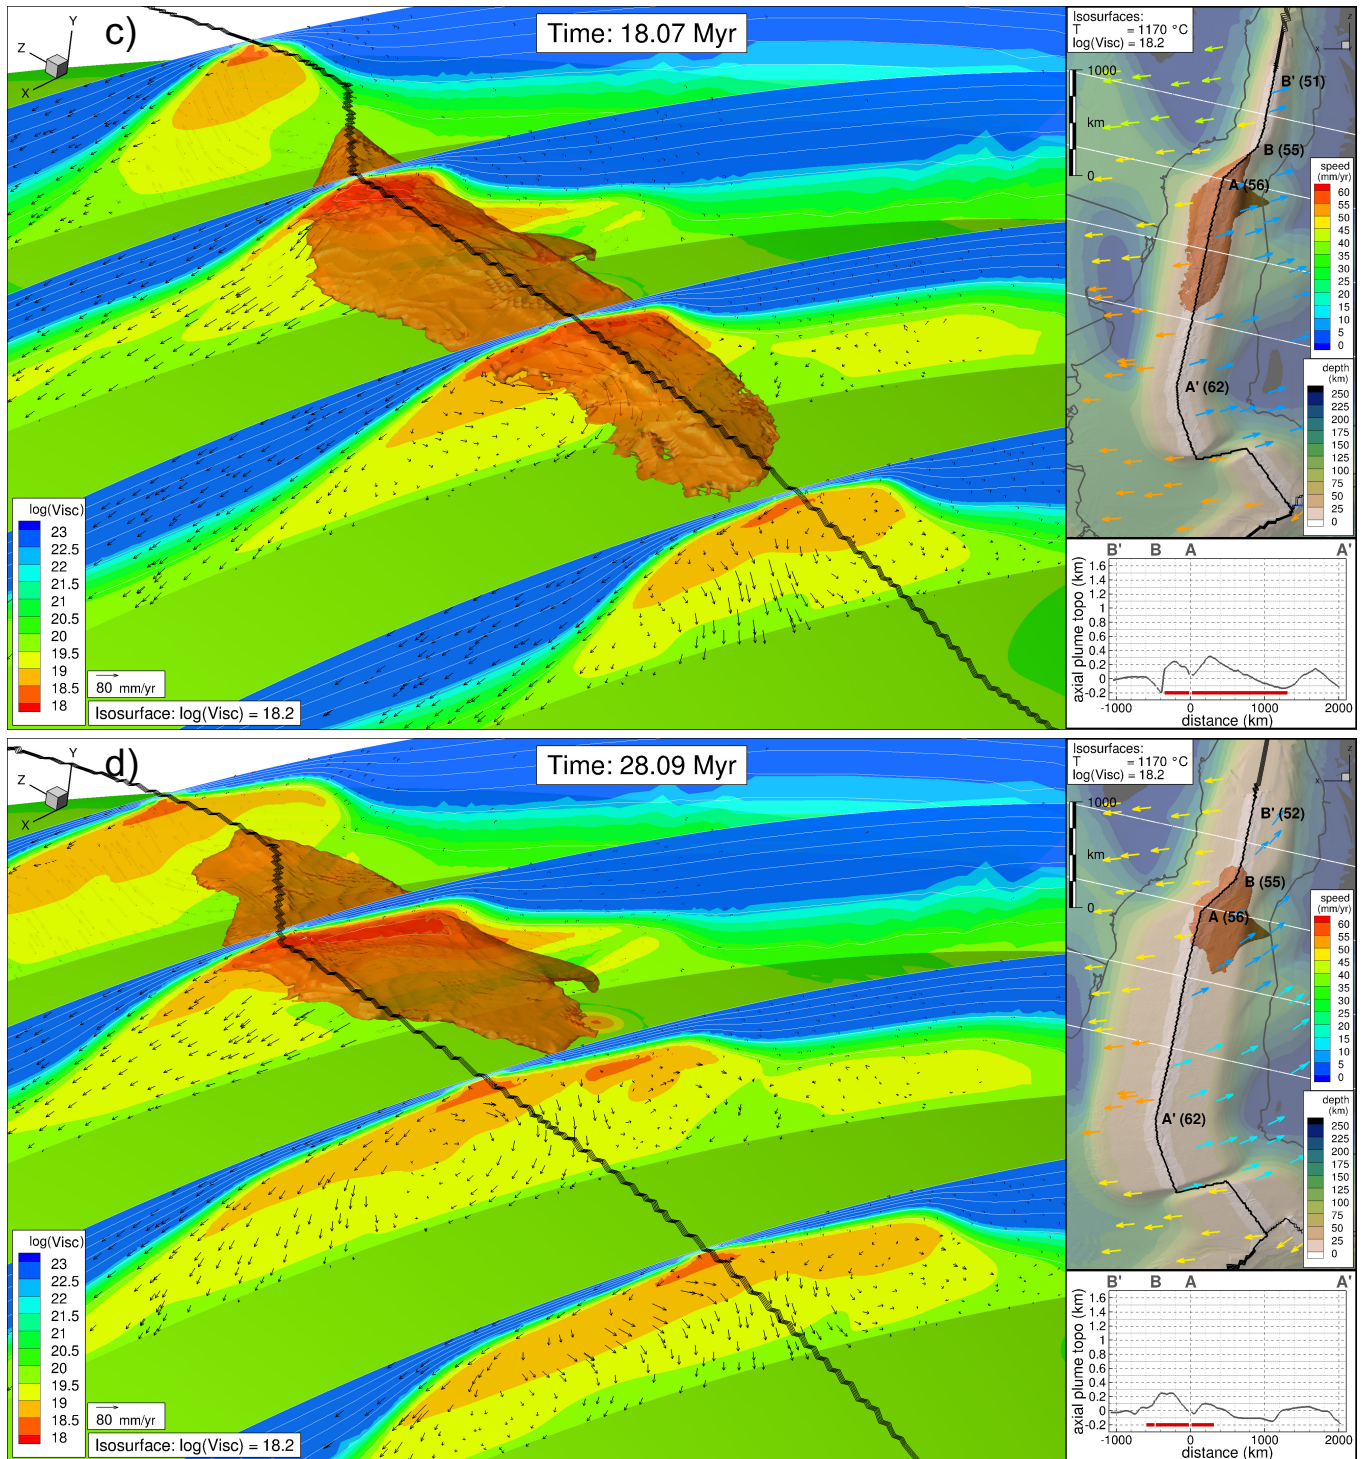 c)
Time: 18.07 Myr
Y
Z
X
log(Visc)
23
22.5
22
21.5
21
20.5
20
19.5
19
18.5
18
80 mm/yr
Isosurface: log(Visc) = 18.2
Isosurfaces:
T = 1170 °C
log(Visc) = 18.2
1000
km
0
B' (51)
B (55)
A (56)
A' (62)
speed
(mm/yr)
60
55
50
45
40
35
30
25
20
15
10
5
0
depth
(km)
250
225
200
175
150
125
100
75
50
25
0
B' B A A'
axial plume topo (km)
1.6
1.4
1.2
1
0.8
0.6
0.4
0.2
0
-0.2
-1000 0 1000 2000
distance (km)
d)
Time: 28.09 Myr
Y
Z
X
log(Visc)
23
22.5
22
21.5
21
20.5
20
19.5
19
18.5
18
80 mm/yr
Isosurface: log(Visc) = 18.2
Isosurfaces:
T = 1170 °C
log(Visc) = 18.2
1000
km
0
B' (52)
B (55)
A (56)
A' (62)
speed
(mm/yr)
60
55
50
45
40
35
30
25
20
15
10
5
0
depth
(km)
250
225
200
175
150
125
100
75
50
25
0
B' B A A'
axial plume topo (km)
1.6
1.4
1.2
1
0.8
0.6
0.4
0.2
0
-0.2
-1000 0 1000 2000
distance (km)